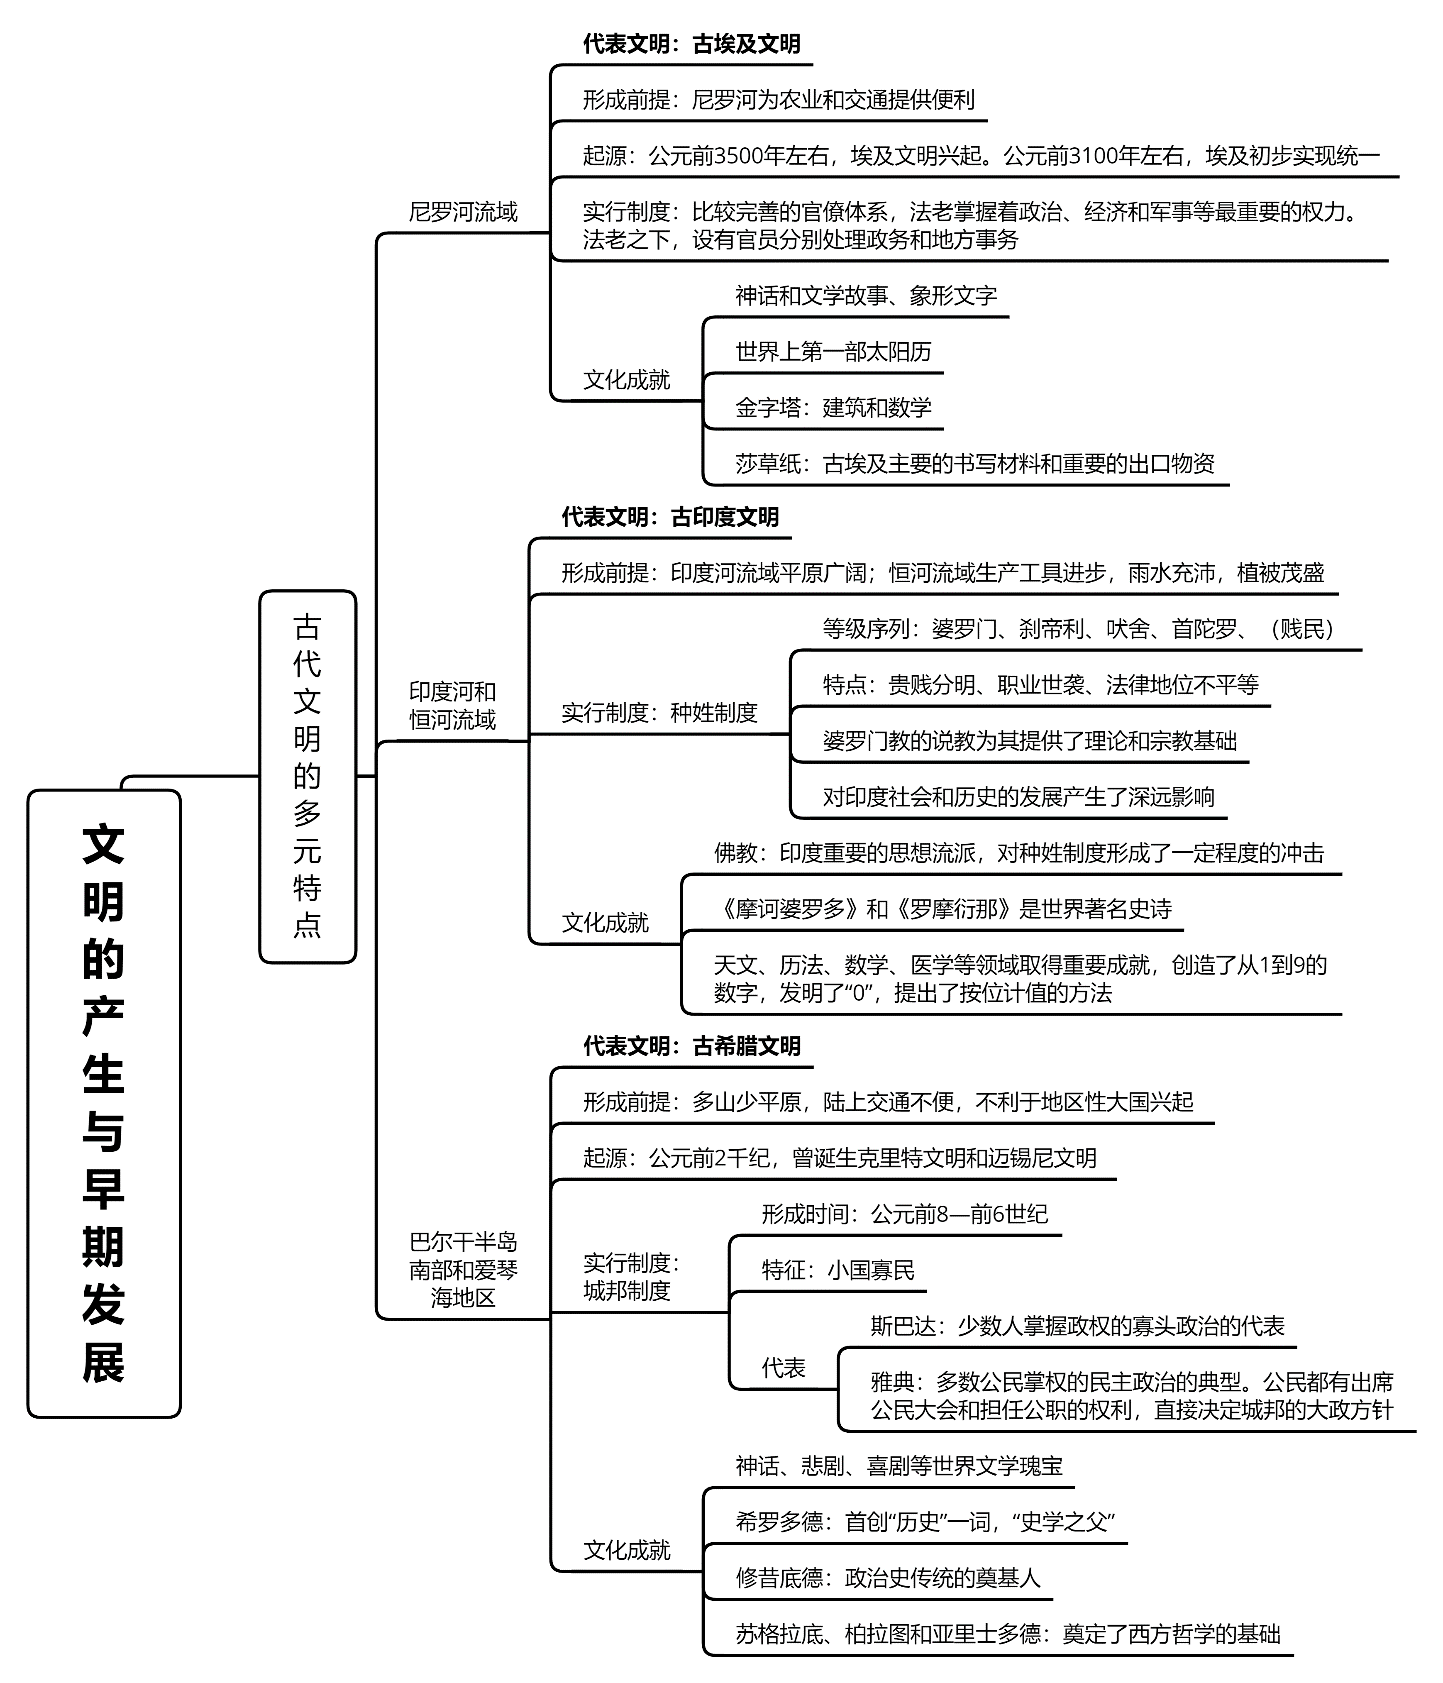 文明的产生与早期发展
古代文明的多元特点
尼罗河流域
代表文明：古埃及文明
形成前提：尼罗河为农业和交通提供便利
起源：公元前3500年左右，埃及文明兴起。公元前3100年左右，埃及初步实现统一
实行制度：比较完善的官僚体系，法老掌握着政治、经济和军事等最重要的权力。
法老之下，设有官员分别处理政务和地方事务
文化成就
神话和文学故事、象形文字
世界上第一部太阳历
金字塔：建筑和数学
莎草纸：古埃及主要的书写材料和重要的出口物资
印度河和
恒河流域
代表文明：古印度文明
形成前提：印度河流域平原广阔；恒河流域生产工具进步，雨水充沛，植被茂盛
实行制度：种姓制度
等级序列：婆罗门、刹帝利、吠舍、首陀罗、（贱民）
特点：贵贱分明、职业世袭、法律地位不平等
婆罗门教的说教为其提供了理论和宗教基础
对印度社会和历史的发展产生了深远影响
文化成就
佛教：印度重要的思想流派，对种姓制度形成了一定程度的冲击
《摩诃婆罗多》和《罗摩衍那》是世界著名史诗
天文、历法、数学、医学等领域取得重要成就，创造了从1到9的
数字，发明了“0”，提出了按位计值的方法
巴尔干半岛
南部和爱琴
海地区
代表文明：古希腊文明
形成前提：多山少平原，陆上交通不便，不利于地区性大国兴起
起源：公元前2千纪，曾诞生克里特文明和迈锡尼文明
实行制度：
城邦制度
形成时间：公元前8—前6世纪
特征：小国寡民
代表
斯巴达：少数人掌握政权的寡头政治的代表
雅典：多数公民掌权的民主政治的典型。公民都有出席
公民大会和担任公职的权利，直接决定城邦的大政方针
文化成就
神话、悲剧、喜剧等世界文学瑰宝
希罗多德：首创“历史”一词，“史学之父”
修昔底德：政治史传统的奠基人
苏格拉底、柏拉图和亚里士多德：奠定了西方哲学的基础